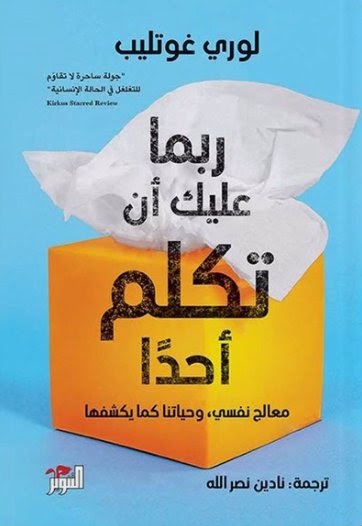 لوري غوتليب
"جولة ساحرة لا تقاوَم
للتغلغل في الحالة الإنسانية"
Kirkus Starred Review
ربما
عليك أن
تكلم
أحدًا
معالج نفسي، وحياتنا كما يكشفها
ترجمة: نادين نصر الله
التنوير